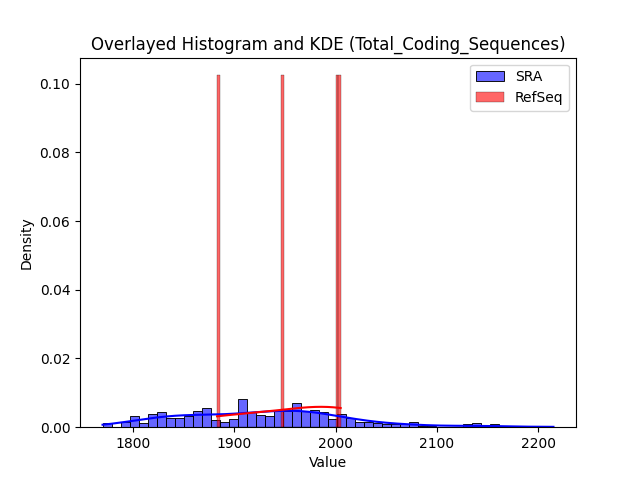 Overlayed Histogram and KDE (Total_Coding_Sequences)
SRA
RefSeq
Density
0.10
0.08
0.06
0.04
0.02
0.00
1800
1900
2000
2100
2200
Value